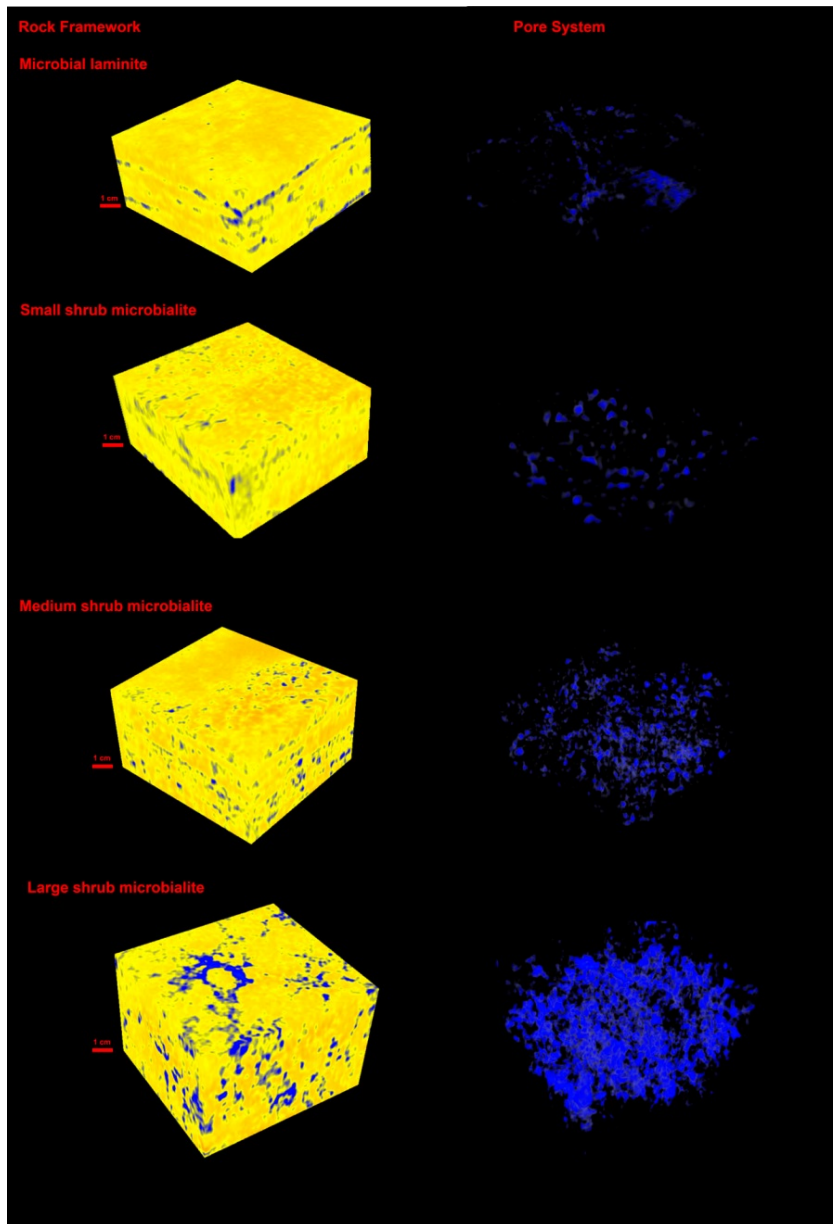 Rock Framework
Pore System
Microbial laminite
1 cm
Small shrub microbialite
1 cm
Medium shrub microbialite
1 cm
Large shrub microbialite
1 cm